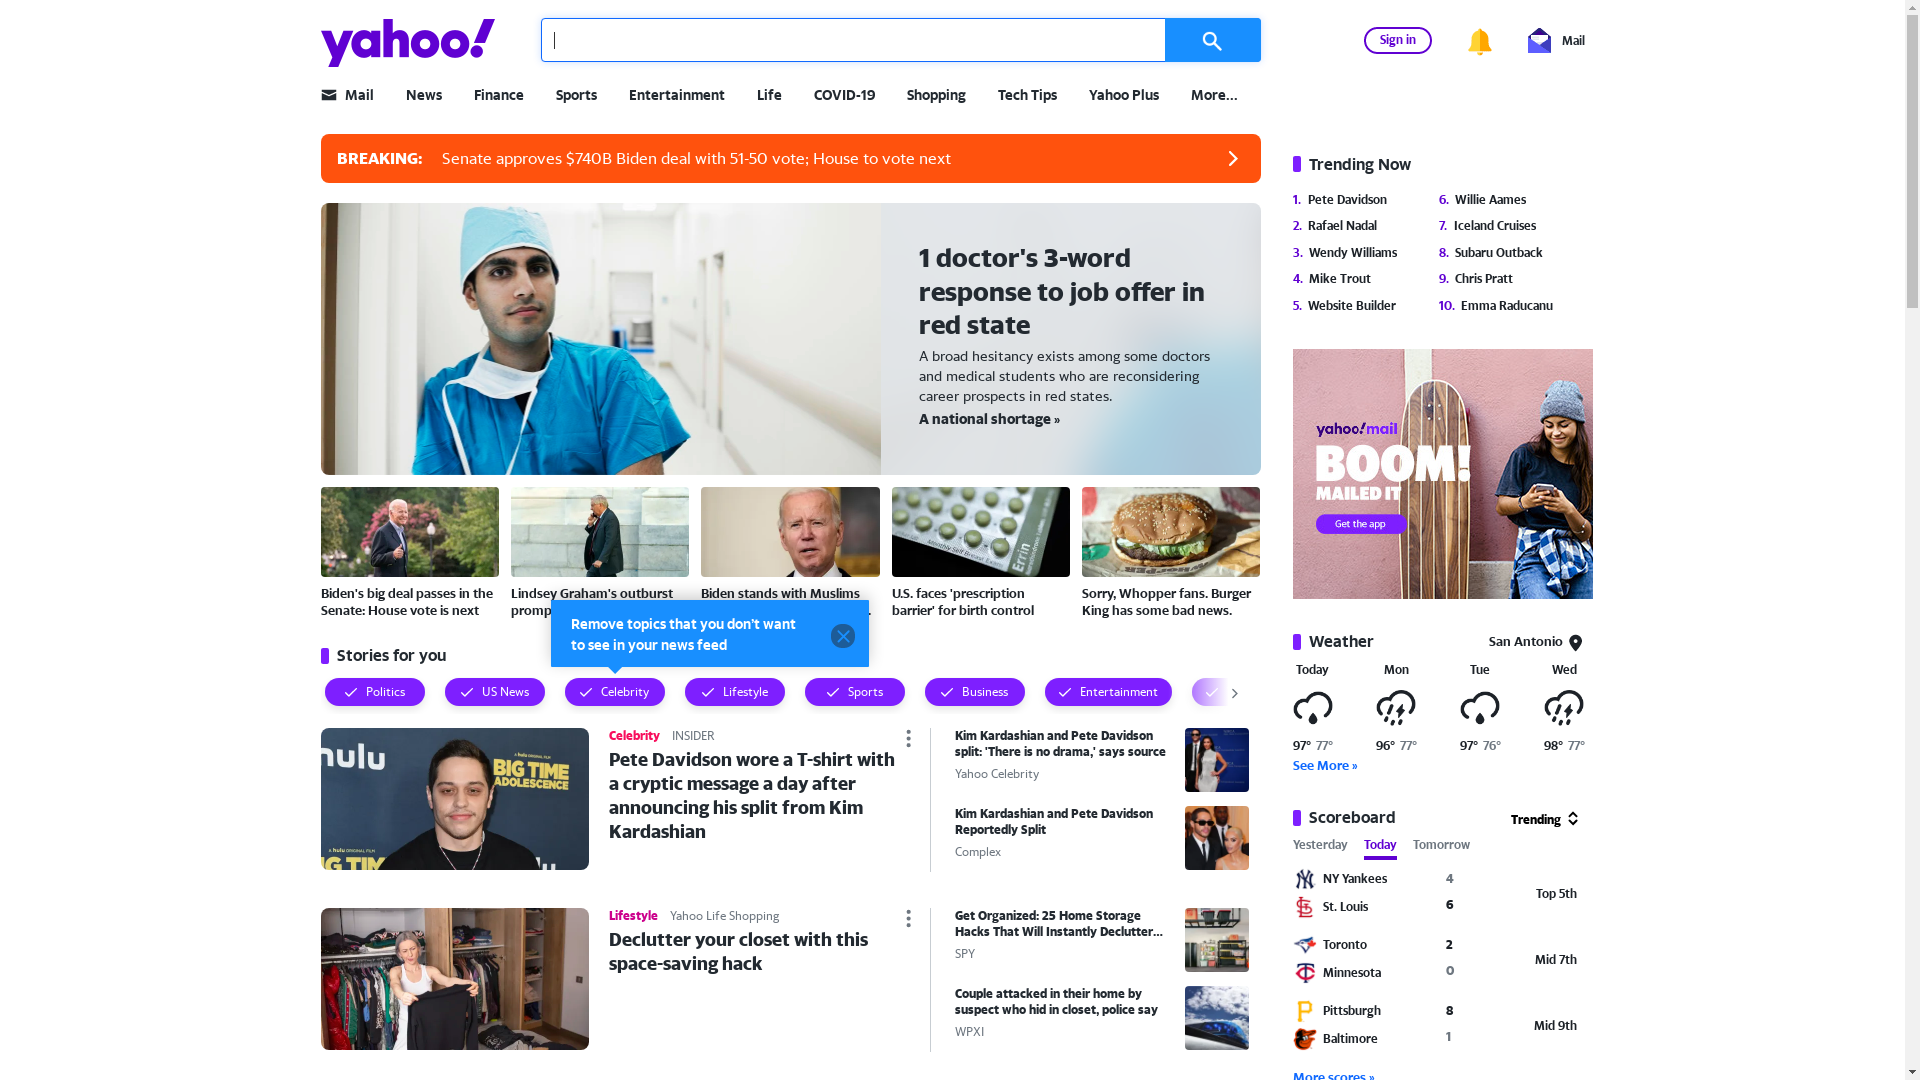 yahoo!
Sign in
Mail
Mail
News
Finance
Sports
Entertainment
Life
COVID-19
Shopping
Tech Tips
Yahoo Plus
More...
BREAKING: Senate approves $740B Biden deal with 51-50 vote; House to vote next
1 doctor's 3-word
response to job offer in
red state
A broad hesitancy exists among some doctors
and medical students who are reconsidering
career prospects in red states.
A national shortage »
Biden's big deal passes in the
Senate: House vote is next
Lindsey Graham's outburst
Biden stands with Muslims
Errin
U.S. faces 'prescription
barrier' for birth control
Sorry, Whopper fans. Burger
King has some bad news.
Remove topics that you don't want
to see in your news feed
Stories for you
Politics
US News
Celebrity
Lifestyle
Sports
Business
Entertainment
hulu
BIG TIME
ADOLESCENCE
Celebrity INSIDER
Pete Davidson wore a T-shirt with
a cryptic message a day after
announcing his split from Kim
Kardashian
Kim Kardashian and Pete Davidson
split: 'There is no drama,' says source
Yahoo Celebrity
Kim Kardashian and Pete Davidson
Reportedly Split
Complex
Lifestyle Yahoo Life Shopping
Declutter your closet with this
space-saving hack
Get Organized: 25 Home Storage
Hacks That Will Instantly Declutter...
SPY
Couple attacked in their home by
suspect who hid in closet, police say
WPXI
Trending Now
1. Pete Davidson
2. Rafael Nadal
3. Wendy Williams
4. Mike Trout
5. Website Builder
6. Willie Aames
7. Iceland Cruises
8. Subaru Outback
9. Chris Pratt
10. Emma Raducanu
yahoo!mail
BOOM!
MAILED IT
Get the app
Weather
San Antonio
Today Mon Tue Wed
97° 77° 96° 77° 97° 76° 98° 77°
See More »
Scoreboard
Trending
Yesterday Today Tomorrow
NY Yankees 4
St. Louis 6
Top 5th
Toronto 2
Minnesota 0
Mid 7th
Pittsburgh 8
Baltimore 1
Mid 9th
More scores »